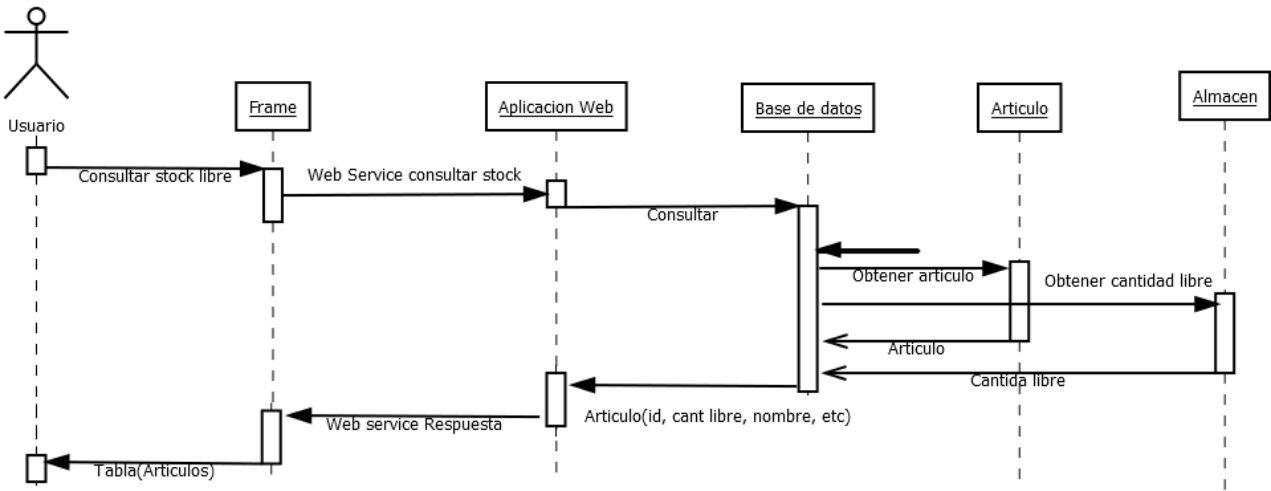 Usuario
Frame
Aplicacion Web
Base de datos
Articulo
Almacen
Consultar stock libre
Web Service consultar stock
Consultar
Obtener articulo
Obtener cantidad libre
Articulo
Cantida libre
Articulo(id, cant libre, nombre, etc)
Web service Respuesta
Tabla(Articulos)